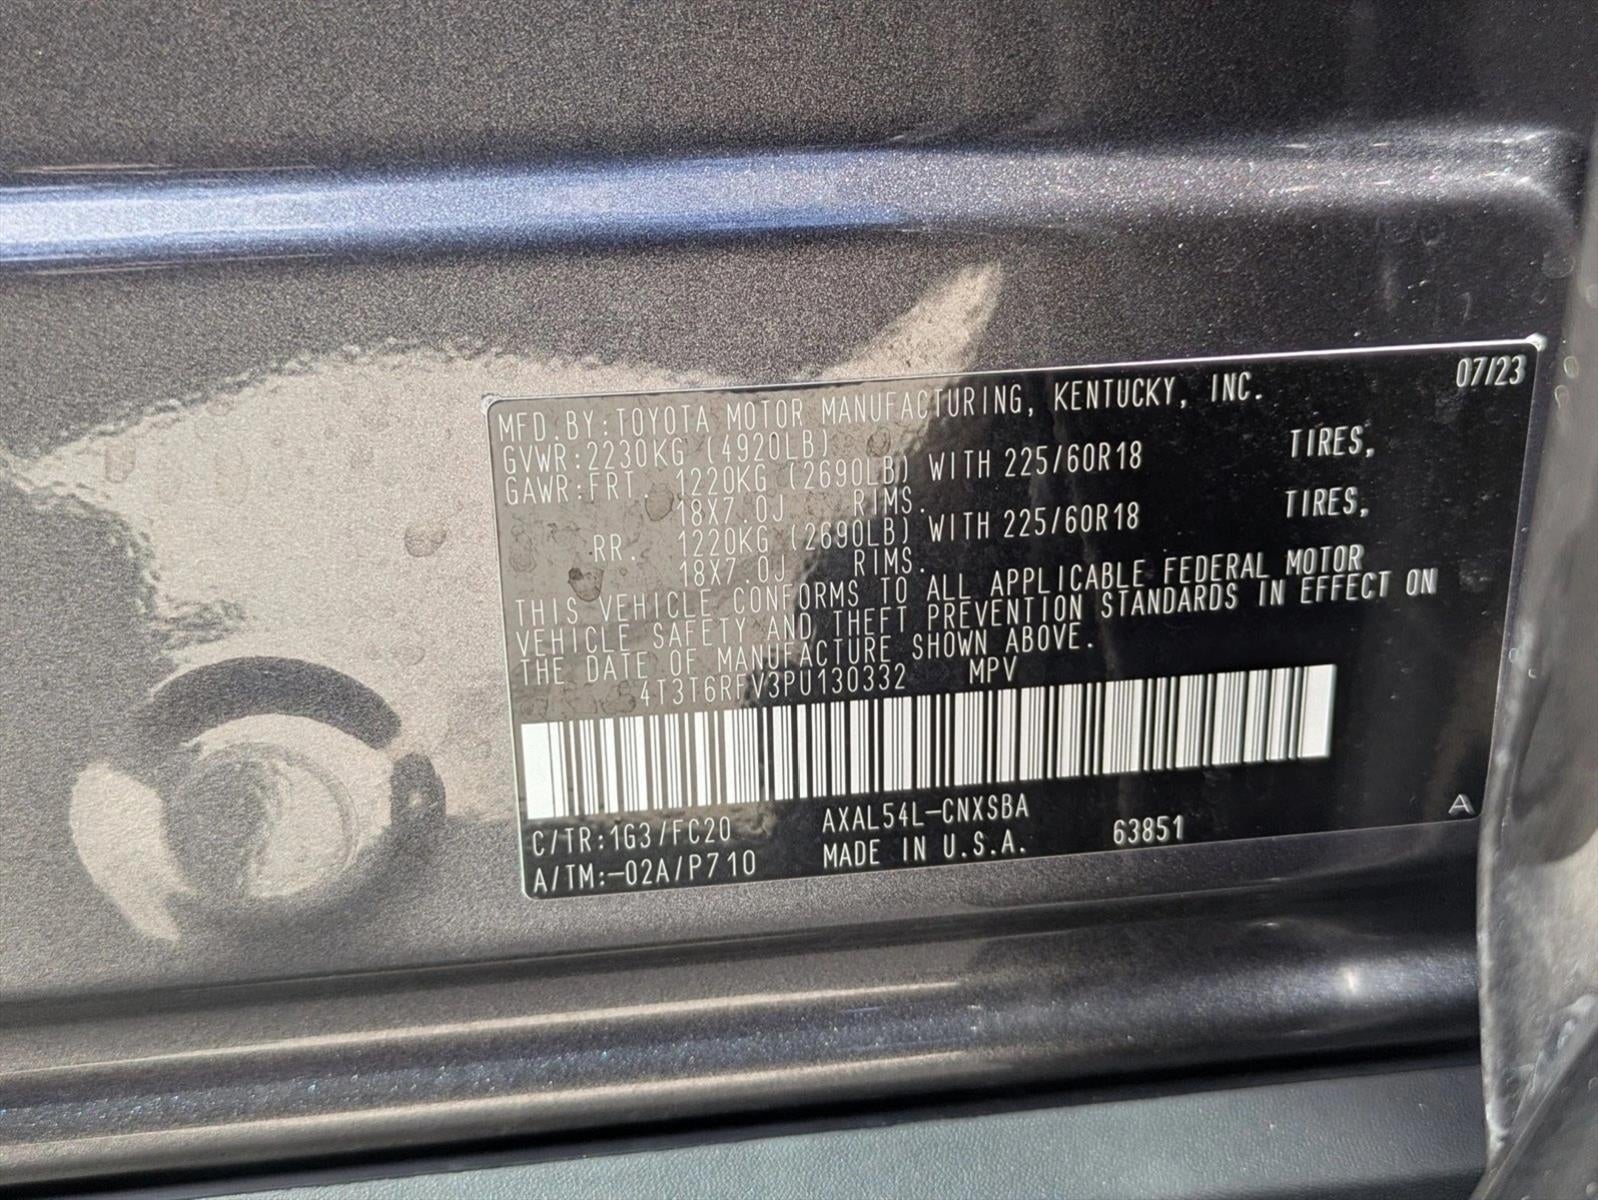 07/23
MFD.BY:TOYOTA MOTOR MANUFACTURING, KENTUCKY, INC.
GVWR:2230KG (4920LB)
GAWR:FRT. 1220KG (2690LB) WITH 225/60R18 TIRES,
18X7.0J RIMS.
RR. 1220KG (2690LB) WITH 225/60R18 TIRES,
18X7.0J RIMS.
THIS VEHICLE CONFORMS TO ALL APPLICABLE FEDERAL MOTOR
VEHICLE SAFETY AND THEFT PREVENTION STANDARDS IN EFFECT ON
THE DATE OF MANUFACTURE SHOWN ABOVE.
4T3T6RFV3PU130332 MPV
C/TR:1G3/FC20 AXAL54L-CNXSBA A
A/TM:-02A/P710 MADE IN U.S.A. 63851